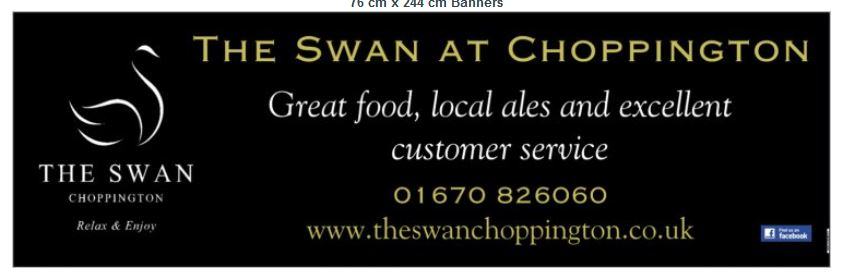 76 cm x 244 cm Banners
THE SWAN AT CHOPPINGTON
Great food, local ales and excellent
customer service
THE SWAN
CHOPPINGTON
Relax & Enjoy
01670 826060
www.theswanchoppington.co.uk
Find us on
facebook